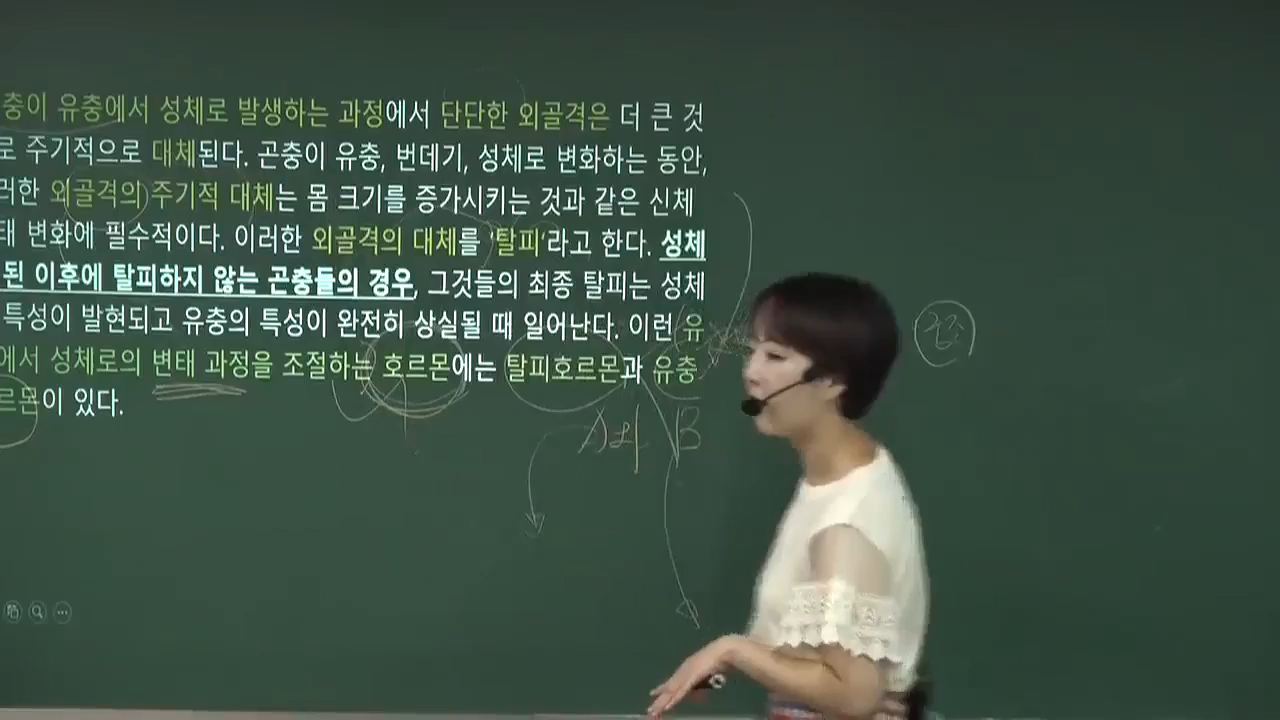 충이 유충에서 성체로 발생하는 과정에서 단단한 외골격은 더 큰 것
로 주기적으로 대체된다. 곤충이 유충, 번데기, 성체로 변화하는 동안,
러한 외골격의 주기적 대체는 몸 크기를 증가시키는 것과 같은 신체
태 변화에 필수적이다. 이러한 외골격의 대체를 '탈피'라고 한다. 성체
된 이후에 탈피하지 않는 곤충들의 경우, 그것들의 최종 탈피는 성체
특성이 발현되고 유충의 특성이 완전히 상실될 때 일어난다. 이런 유
에서 성체로의 변태 과정을 조절하는 호르몬에는 탈피호르몬과 유충
르몬이 있다.
A와 B